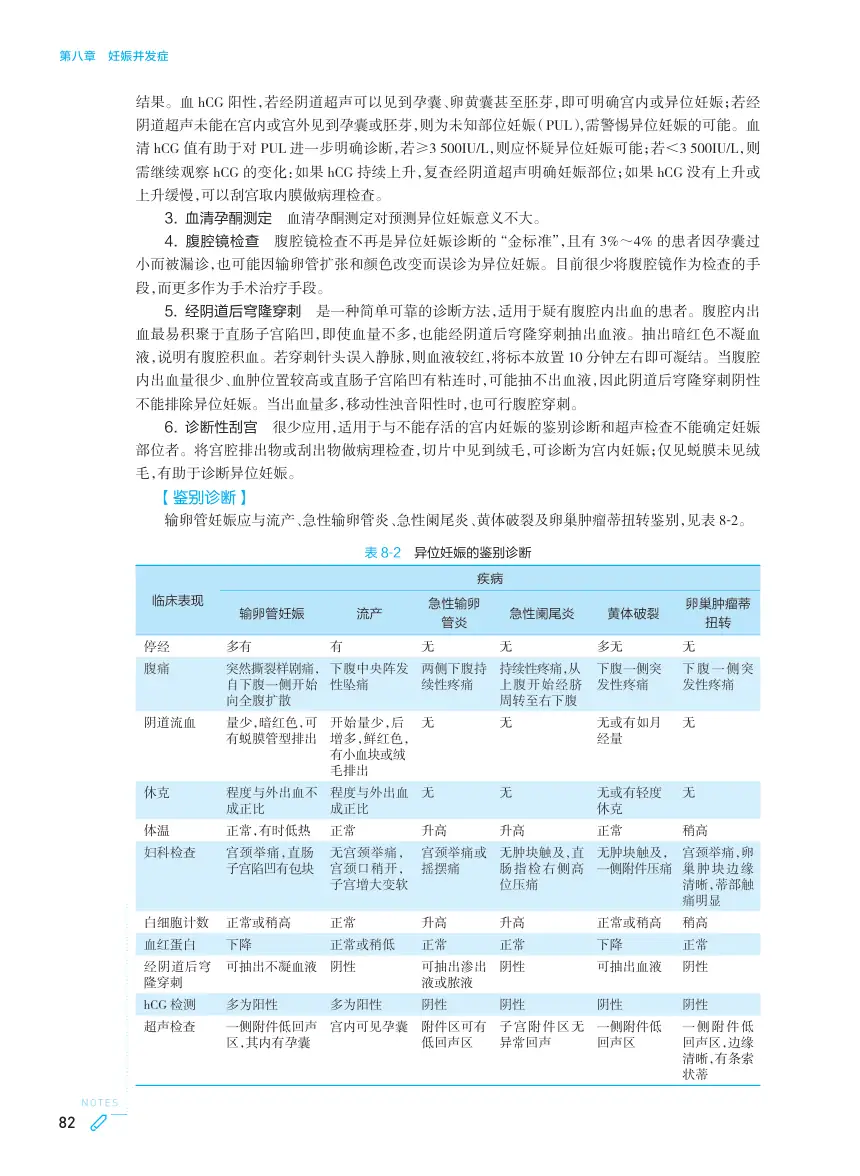 第八章　妊娠并发症
结果。血 hCG 阳性,若经阴道超声可以见到孕囊、卵黄囊甚至胚芽,即可明确宫内或异位妊娠;若经
阴道超声未能在宫内或宫外见到孕囊或胚芽,则为未知部位妊娠(PUL),需警惕异位妊娠的可能。血
清 hCG 值有助于对 PUL 进一步明确诊断,若≥3 500IU/L,则应怀疑异位妊娠可能;若<3 500IU/L,则
需继续观察 hCG 的变化:如果 hCG 持续上升,复查经阴道超声明确妊娠部位;如果 hCG 没有上升或
上升缓慢,可以刮宫取内膜做病理检查。
3. 血清孕酮测定　血清孕酮测定对预测异位妊娠意义不大。
4. 腹腔镜检查　腹腔镜检查不再是异位妊娠诊断的“金标准”,且有 3%～4% 的患者因孕囊过
小而被漏诊,也可能因输卵管扩张和颜色改变而误诊为异位妊娠。目前很少将腹腔镜作为检查的手
段,而更多作为手术治疗手段。
5. 经阴道后穹隆穿刺　是一种简单可靠的诊断方法,适用于疑有腹腔内出血的患者。腹腔内出
血最易积聚于直肠子宫陷凹,即使血量不多,也能经阴道后穹隆穿刺抽出血液。抽出暗红色不凝血
液,说明有腹腔积血。若穿刺针头误入静脉,则血液较红,将标本放置 10 分钟左右即可凝结。当腹腔
内出血量很少、血肿位置较高或直肠子宫陷凹有粘连时,可能抽不出血液,因此阴道后穹隆穿刺阴性
不能排除异位妊娠。当出血量多,移动性浊音阳性时,也可行腹腔穿刺。
6. 诊断性刮宫　很少应用,适用于与不能存活的宫内妊娠的鉴别诊断和超声检查不能确定妊娠
部位者。将宫腔排出物或刮出物做病理检查,切片中见到绒毛,可诊断为宫内妊娠;仅见蜕膜未见绒
毛,有助于诊断异位妊娠。
【鉴别诊断】
输卵管妊娠应与流产、急性输卵管炎、急性阑尾炎、黄体破裂及卵巢肿瘤蒂扭转鉴别,见表 8-2。
表 8-2　异位妊娠的鉴别诊断
疾病
临床表现　输卵管妊娠　流产　急性输卵　急性阑尾炎　黄体破裂　卵巢肿瘤蒂
管炎　扭转
停经　多有　有　无　无　多无　无
腹痛　突然撕裂样剧痛,　下腹中央阵发　两侧下腹持　持续性疼痛,从　下腹一侧突　下腹一侧突
自下腹一侧开始　性坠痛　续性疼痛　上腹开始经脐　发性疼痛　发性疼痛
向全腹扩散　周转至右下腹
阴道流血　量少,暗红色,可　开始量少,后　无　无　无或有如月　无
有蜕膜管型排出　增多,鲜红色,　经量
有小血块或绒
毛排出
休克　程度与外出血不　程度与外出血　无　无　无或有轻度　无
成正比　成正比　休克
体温　正常,有时低热　正常　升高　升高　正常　稍高
妇科检查　宫颈举痛,直肠　无宫颈举痛,　宫颈举痛或　无肿块触及,直　无肿块触及,　宫颈举痛,卵
子宫陷凹有包块　宫颈口稍开,　摇摆痛　肠指检右侧高　一侧附件压痛　巢肿块边缘
子宫增大变软　位压痛　清晰,蒂部触
痛明显
白细胞计数　正常或稍高　正常　升高　升高　正常或稍高　稍高
血红蛋白　下降　正常或稍低　正常　正常　下降　正常
经阴道后穹　可抽出不凝血液　阴性　可抽出渗出　阴性　可抽出血液　阴性
隆穿刺　液或脓液
hCG 检测　多为阳性　多为阳性　阴性　阴性　阴性　阴性
超声检查　一侧附件低回声　宫内可见孕囊　附件区可有　子宫附件区无　一侧附件低　一侧附件低
区,其内有孕囊　低回声区　异常回声　回声区　回声区,边缘
清晰,有条索
状蒂
NOTES
82